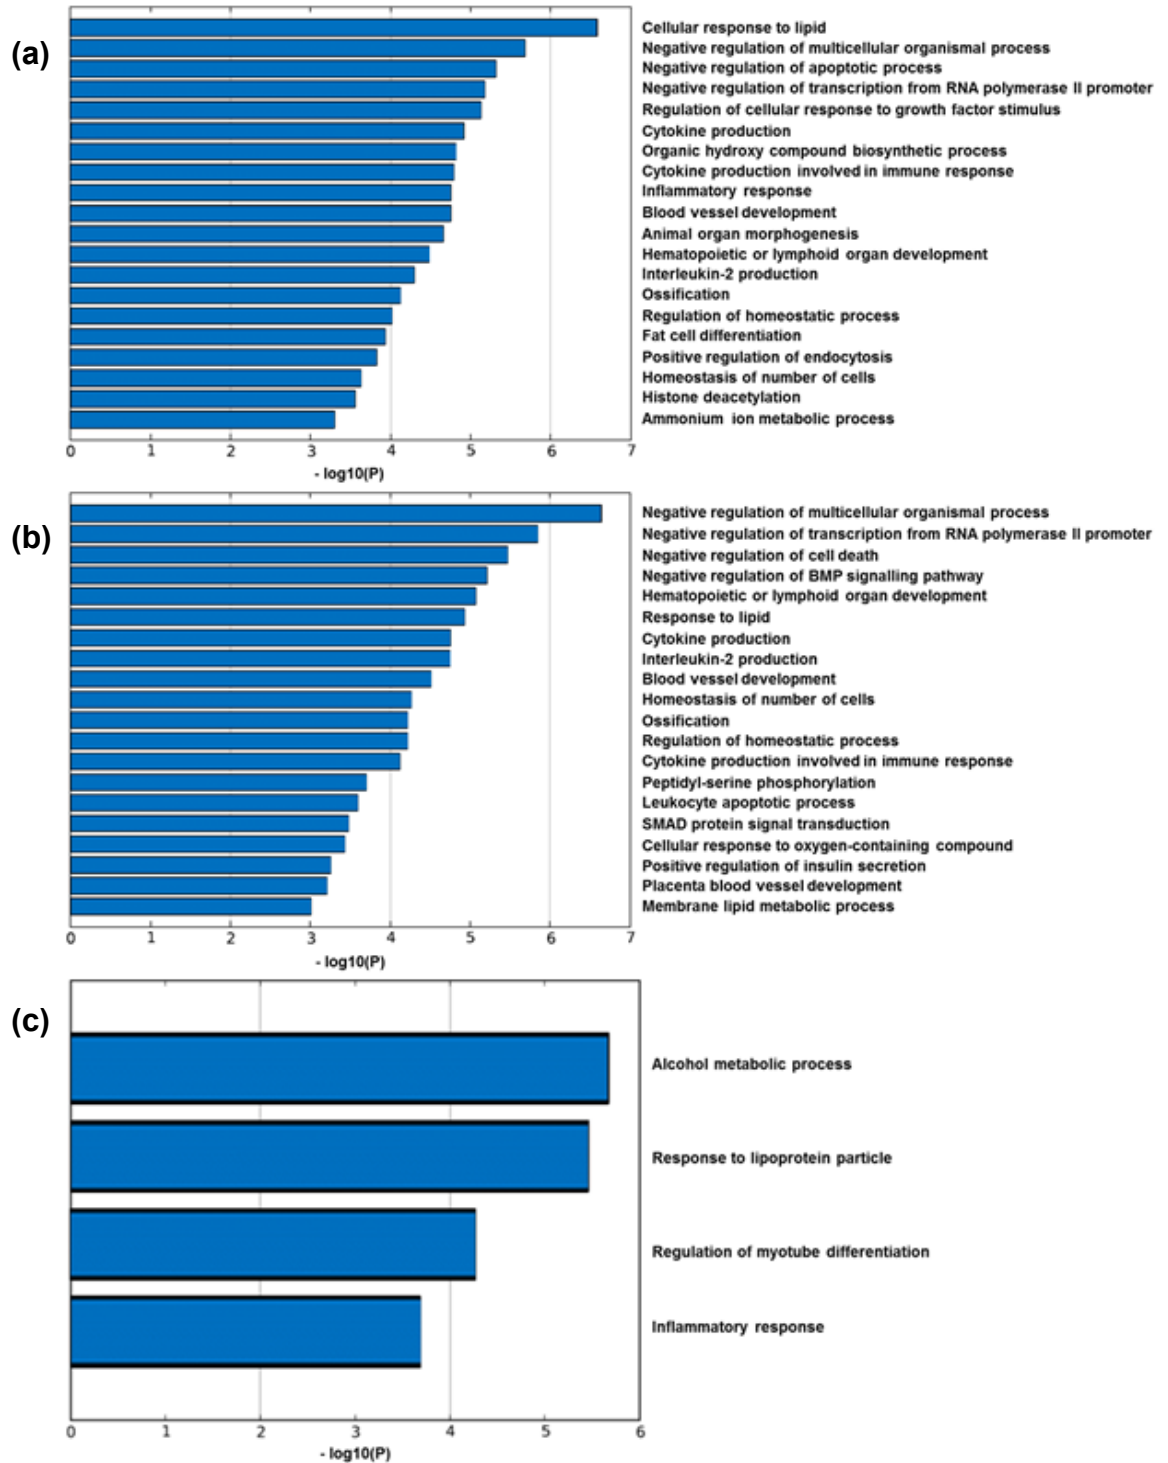 (a)
Cellular response to lipid
Negative regulation of multicellular organismal process
Negative regulation of apoptotic process
Negative regulation of transcription from RNA polymerase II promoter
Regulation of cellular response to growth factor stimulus
Cytokine production
Organic hydroxy compound biosynthetic process
Cytokine production involved in immune response
Inflammatory response
Blood vessel development
Animal organ morphogenesis
Hematopoietic or lymphoid organ development
Interleukin-2 production
Ossification
Regulation of homeostatic process
Fat cell differentiation
Positive regulation of endocytosis
Homeostasis of number of cells
Histone deacetylation
Ammonium ion metabolic process
0 1 2 3 4 5 6 7
- log10(P)
(b)
Negative regulation of multicellular organismal process
Negative regulation of transcription from RNA polymerase II promoter
Negative regulation of cell death
Negative regulation of BMP signalling pathway
Hematopoietic or lymphoid organ development
Response to lipid
Cytokine production
Interleukin-2 production
Blood vessel development
Homeostasis of number of cells
Ossification
Regulation of homeostatic process
Cytokine production involved in immune response
Peptidyl-serine phosphorylation
Leukocyte apoptotic process
SMAD protein signal transduction
Cellular response to oxygen-containing compound
Positive regulation of insulin secretion
Placenta blood vessel development
Membrane lipid metabolic process
0 1 2 3 4 5 6 7
- log10(P)
(c)
Alcohol metabolic process
Response to lipoprotein particle
Regulation of myotube differentiation
Inflammatory response
0 1 2 3 4 5 6
- log10(P)